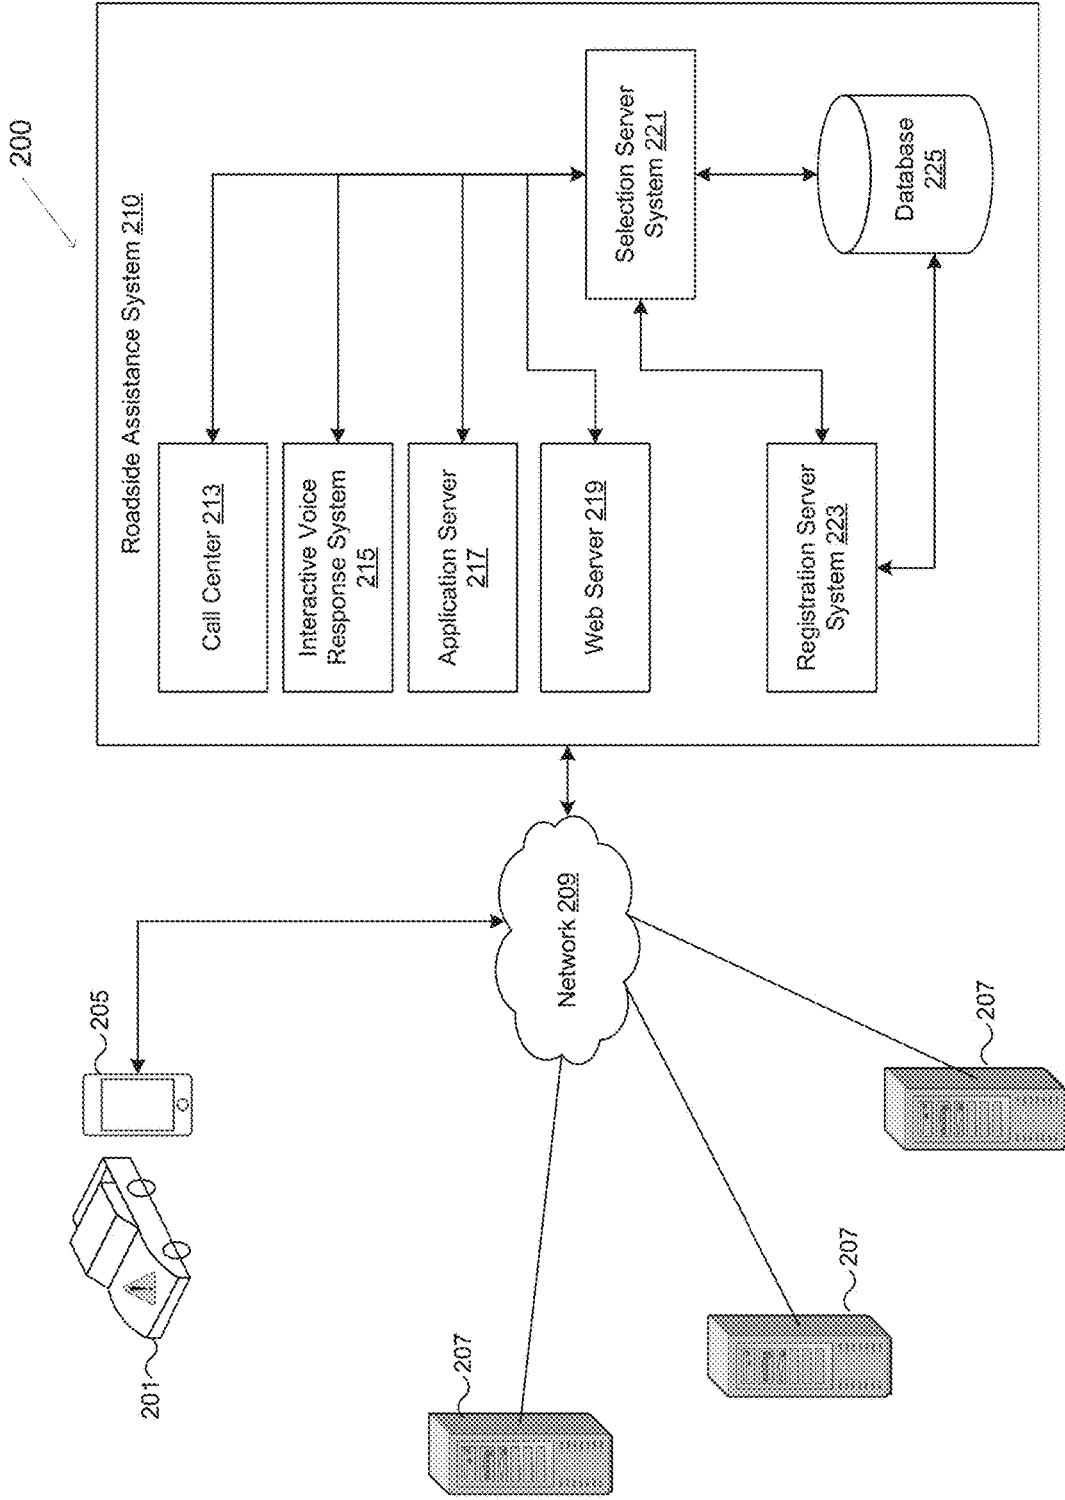 200
Roadside Assistance System 210
Call Center 213
Interactive Voice
Response System
215
Application Server
217
Web Server 219
Registration Server
System 223
Selection Server
System 221
Database
225
Network 209
205
201
207
207
207